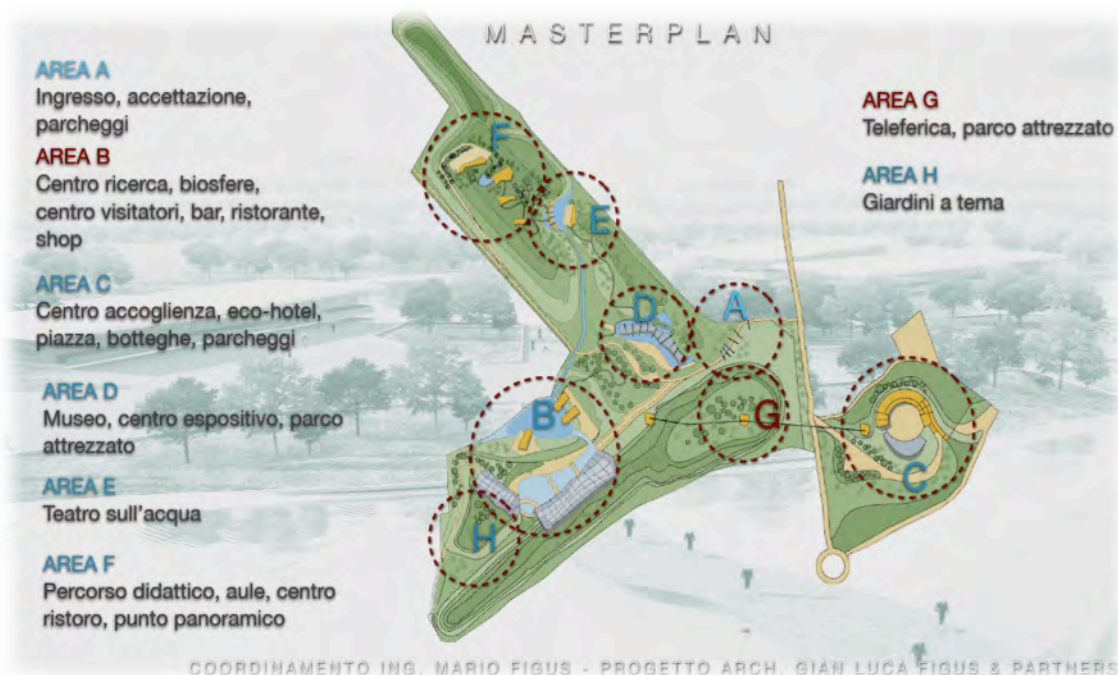 MASTERPLAN
AREA A
Ingresso, accettazione,
parcheggi
AREA B
Centro ricerca, biosfere,
centro visitatori, bar, ristorante,
shop
AREA C
Centro accoglienza, eco-hotel,
piazza, botteghe, parcheggi
AREA D
Museo, centro espositivo, parco
attrezzato
AREA E
Teatro sull'acqua
AREA F
Percorso didattico, aule, centro
ristoro, punto panoramico
AREA G
Teleferica, parco attrezzato
AREA H
Giardini a tema
F
E
D
A
B
G
C
H
COORDINAMENTO ING. MARIO FIGUS - PROGETTO ARCH. GIAN LUCA FIGUS & PARTNERS